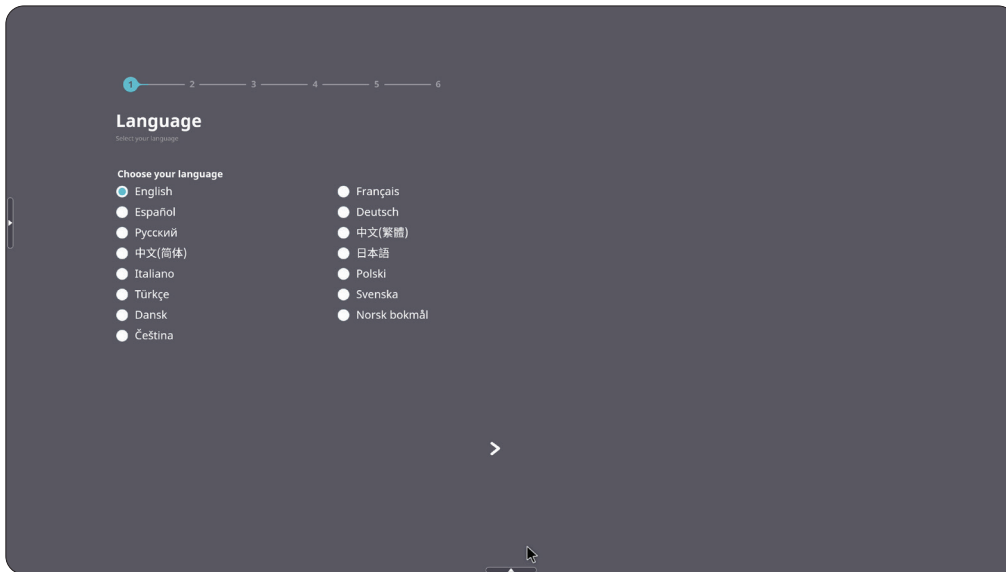 1 2 3 4 5 6
Language
Select your language
Choose your language
English
Français
Español
Deutsch
Русский
中文(繁體)
中文(简体)
日本語
Italiano
Polski
Türkçe
Svenska
Dansk
Norsk bokmål
Čeština